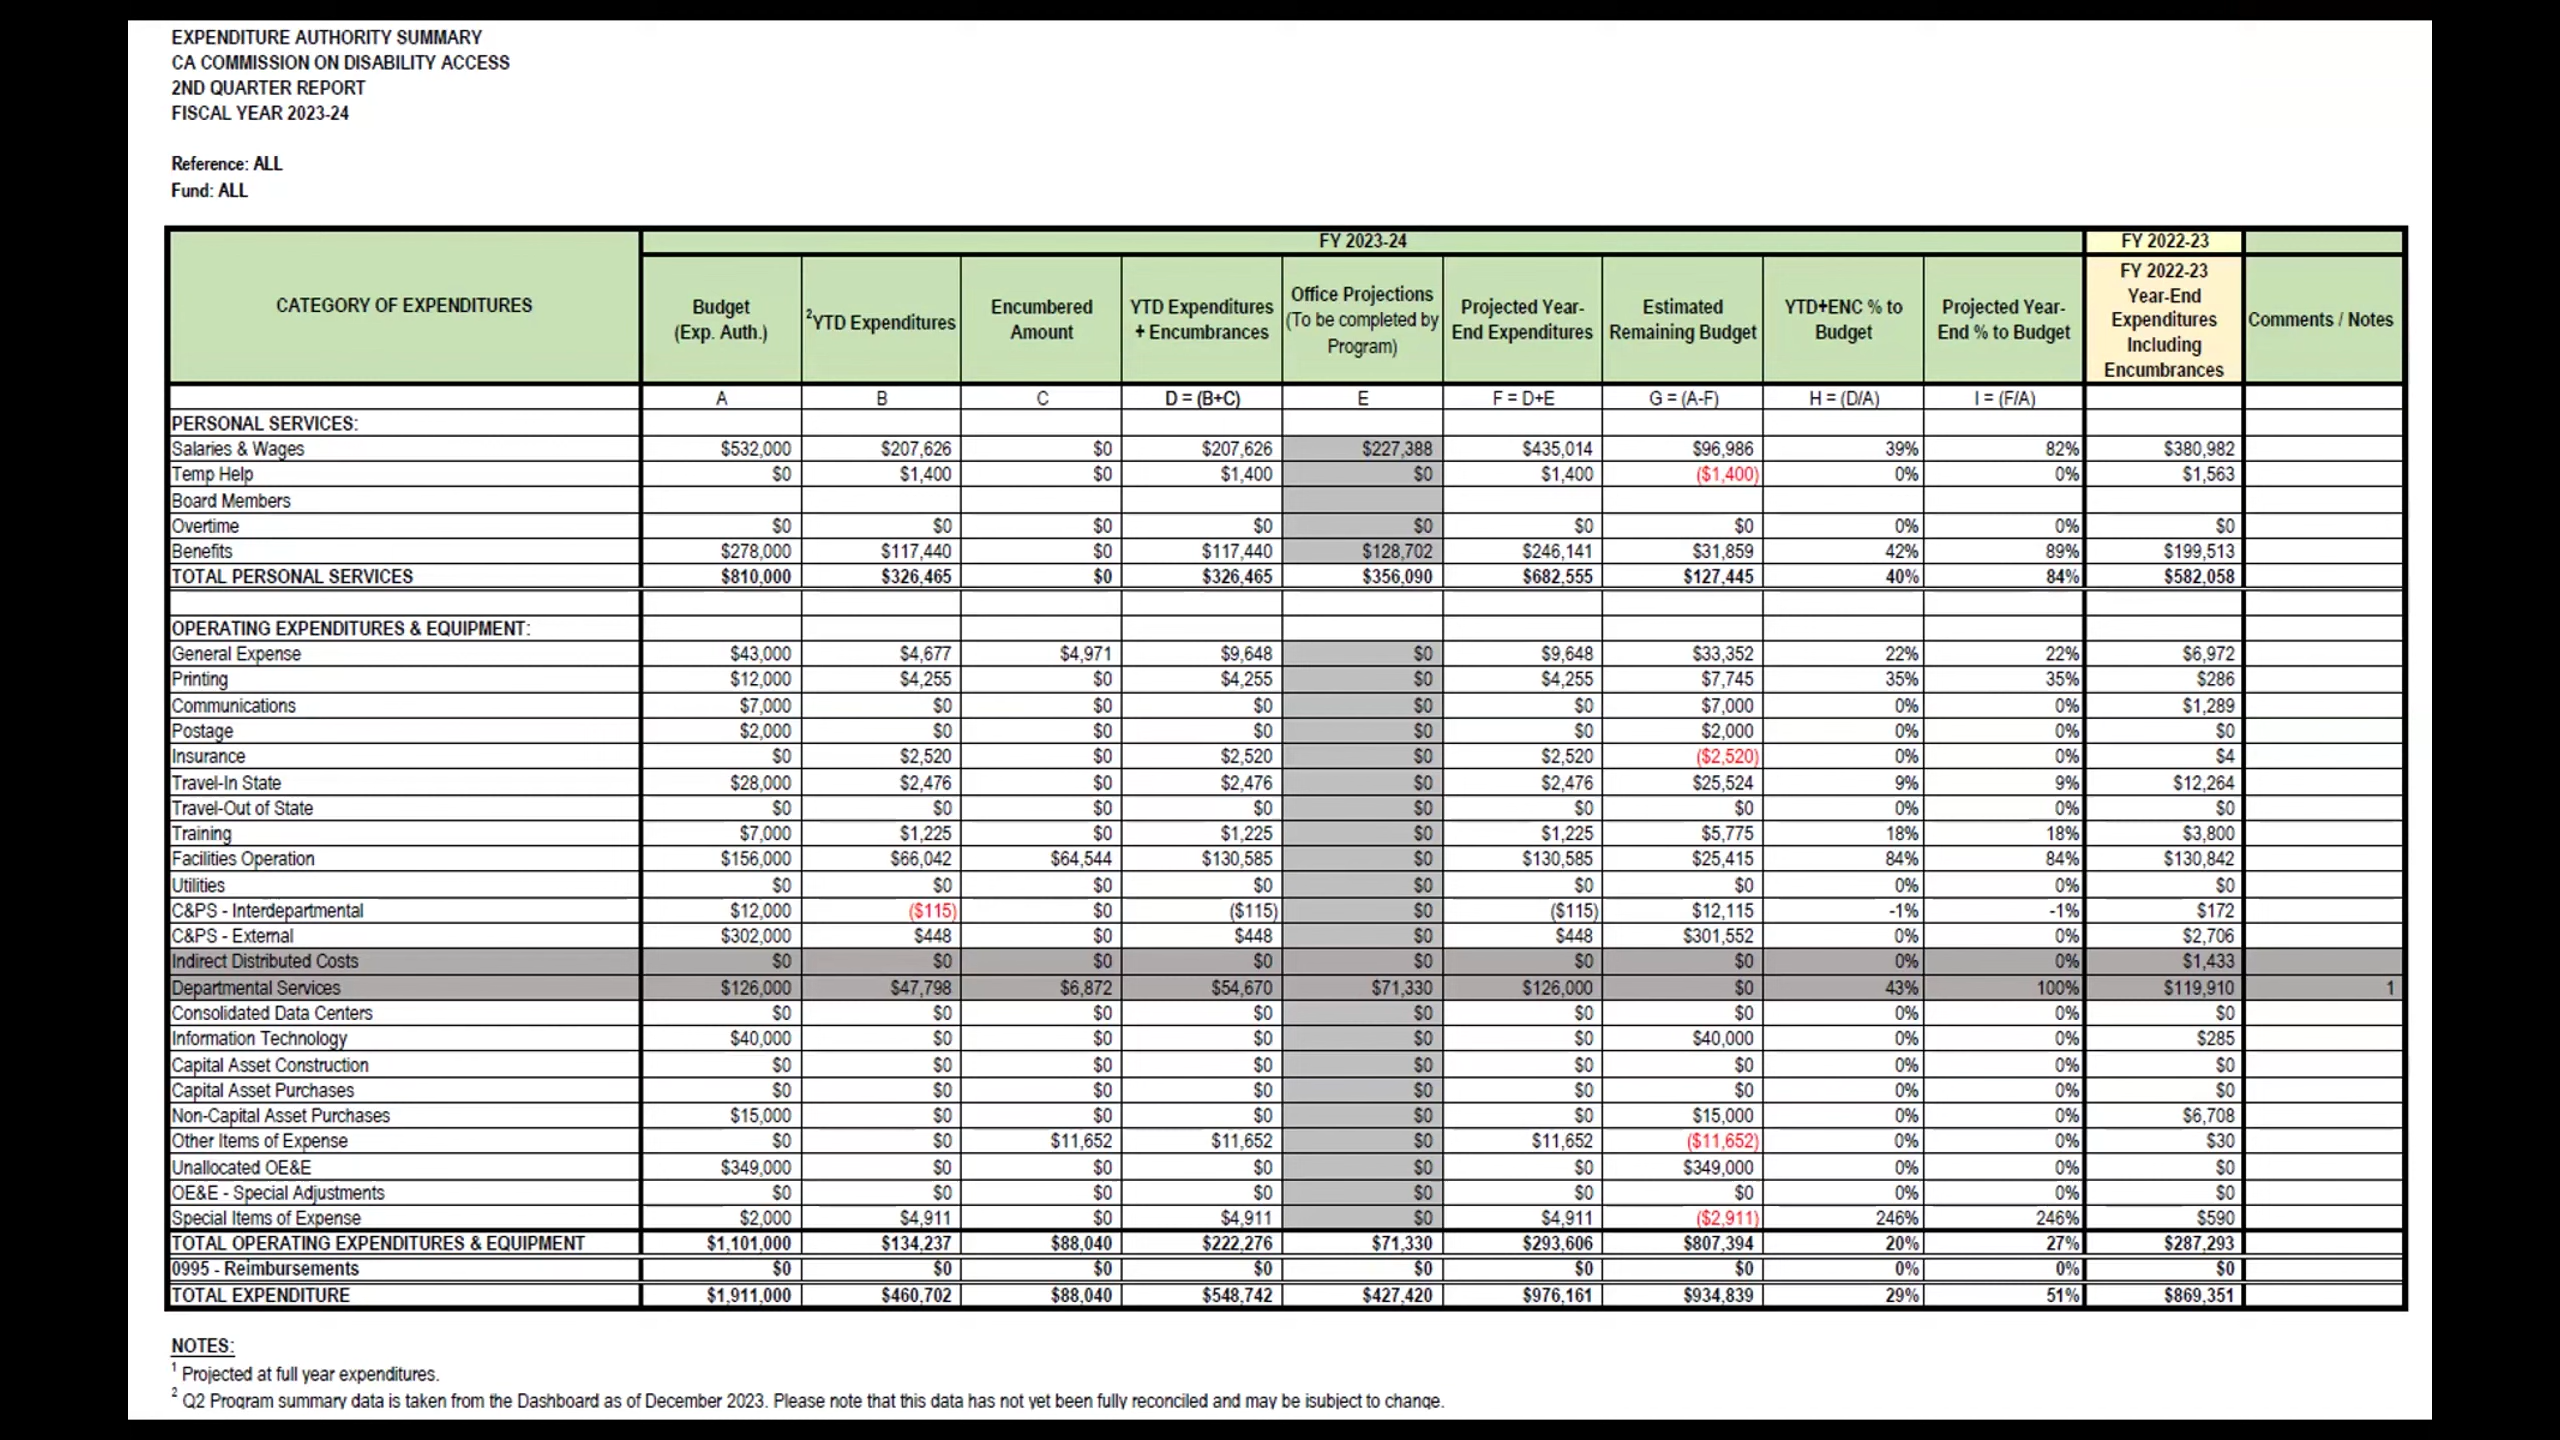 EXPENDITURE AUTHORITY SUMMARY
CA COMMISSION ON DISABILITY ACCESS
2ND QUARTER REPORT
FISCAL YEAR 2023-24
Reference: ALL
Fund: ALL
FY 2023-24 FY 2022-23
CATEGORY OF EXPENDITURES Budget (Exp. Auth.) ²YTD Expenditures Encumbered Amount YTD Expenditures + Encumbrances Office Projections (To be completed by Program) Projected Year-End Expenditures Estimated Remaining Budget YTD+ENC % to Budget Projected Year-End % to Budget FY 2022-23 Year-End Expenditures Including Encumbrances Comments / Notes
A B C D = (B+C) E F = D+E G = (A-F) H = (D/A) I = (F/A)
PERSONAL SERVICES:
Salaries & Wages $532,000 $207,626 $0 $207,626 $227,388 $435,014 $96,986 39% 82% $380,982
Temp Help $0 $1,400 $0 $1,400 $0 $1,400 ($1,400) 0% 0% $1,563
Board Members
Overtime $0 $0 $0 $0 $0 $0 $0 0% 0% $0
Benefits $278,000 $117,440 $0 $117,440 $128,702 $246,141 $31,859 42% 89% $199,513
TOTAL PERSONAL SERVICES $810,000 $326,465 $0 $326,465 $356,090 $682,555 $127,445 40% 84% $582,058
OPERATING EXPENDITURES & EQUIPMENT:
General Expense $43,000 $4,677 $4,971 $9,648 $0 $9,648 $33,352 22% 22% $6,972
Printing $12,000 $4,255 $0 $4,255 $0 $4,255 $7,745 35% 35% $286
Communications $7,000 $0 $0 $0 $0 $0 $7,000 0% 0% $1,289
Postage $2,000 $0 $0 $0 $0 $0 $2,000 0% 0% $0
Insurance $0 $2,520 $0 $2,520 $0 $2,520 ($2,520) 0% 0% $4
Travel-In State $28,000 $2,476 $0 $2,476 $0 $2,476 $25,524 9% 9% $12,264
Travel-Out of State $0 $0 $0 $0 $0 $0 $0 0% 0% $0
Training $7,000 $1,225 $0 $1,225 $0 $1,225 $5,775 18% 18% $3,800
Facilities Operation $156,000 $66,042 $64,544 $130,585 $0 $130,585 $25,415 84% 84% $130,842
Utilities $0 $0 $0 $0 $0 $0 $0 0% 0% $0
C&PS - Interdepartmental $12,000 ($115) $0 ($115) $0 ($115) $12,115 -1% -1% $172
C&PS - External $302,000 $448 $0 $448 $0 $448 $301,552 0% 0% $2,706
Indirect Distributed Costs $0 $0 $0 $0 $0 $0 $0 0% 0% $1,433
Departmental Services $126,000 $47,798 $6,872 $54,670 $71,330 $126,000 $0 43% 100% $119,910 1
Consolidated Data Centers $0 $0 $0 $0 $0 $0 $0 0% 0% $0
Information Technology $40,000 $0 $0 $0 $0 $0 $40,000 0% 0% $285
Capital Asset Construction $0 $0 $0 $0 $0 $0 $0 0% 0% $0
Capital Asset Purchases $0 $0 $0 $0 $0 $0 $0 0% 0% $0
Non-Capital Asset Purchases $15,000 $0 $0 $0 $0 $0 $15,000 0% 0% $6,708
Other Items of Expense $0 $0 $11,652 $11,652 $0 $11,652 ($11,652) 0% 0% $30
Unallocated OE&E $349,000 $0 $0 $0 $0 $0 $349,000 0% 0% $0
OE&E - Special Adjustments $0 $0 $0 $0 $0 $0 $0 0% 0% $0
Special Items of Expense $2,000 $4,911 $0 $4,911 $0 $4,911 ($2,911) 246% 246% $590
TOTAL OPERATING EXPENDITURES & EQUIPMENT $1,101,000 $134,237 $88,040 $222,276 $71,330 $293,606 $807,394 20% 27% $287,293
0995 - Reimbursements $0 $0 $0 $0 $0 $0 $0 0% 0% $0
TOTAL EXPENDITURE $1,911,000 $460,702 $88,040 $548,742 $427,420 $976,161 $934,839 29% 51% $869,351
NOTES:
¹ Projected at full year expenditures.
² Q2 Program summary data is taken from the Dashboard as of December 2023. Please note that this data has not yet been fully reconciled and may be isubject to change.